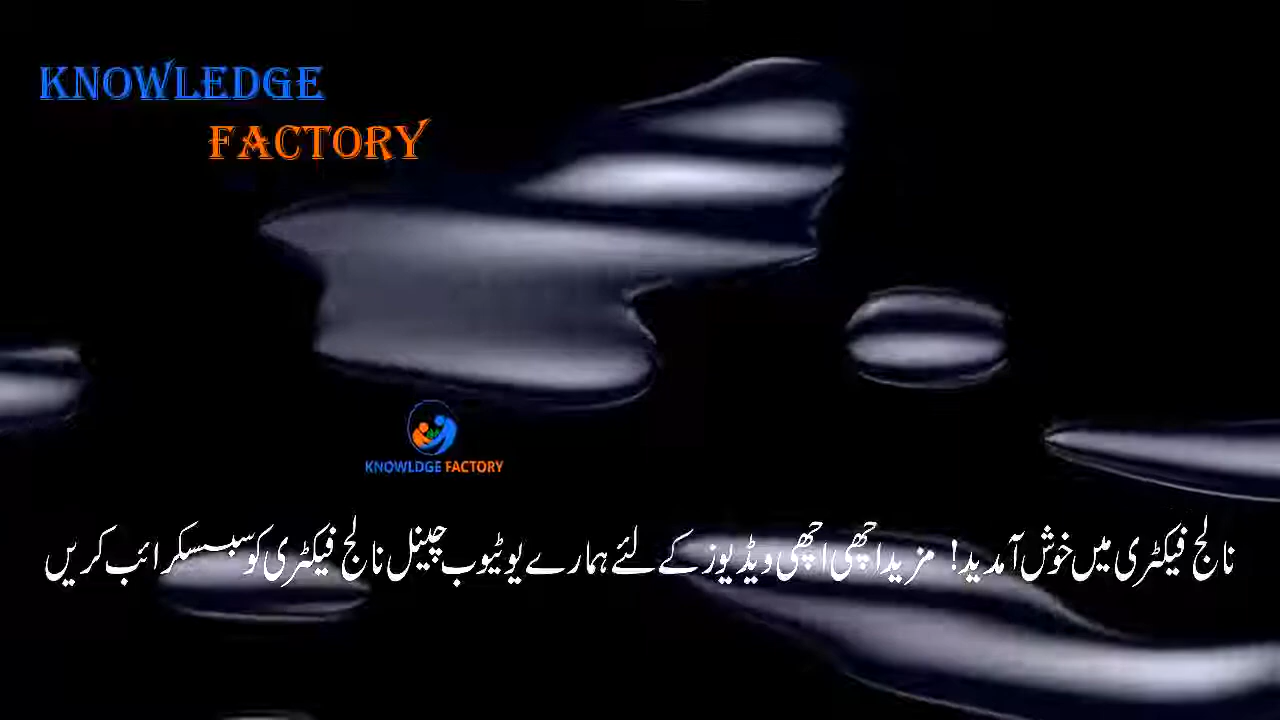 KNOWLEDGE
FACTORY
KNOWLDGE FACTORY
نالج فیکٹری میں خوش آمدید! مزید اچھی اچھی ویڈیوز کے لئے ہمارے یوٹیوب چینل نالج فیکٹری کو سبسسکرائب کریں